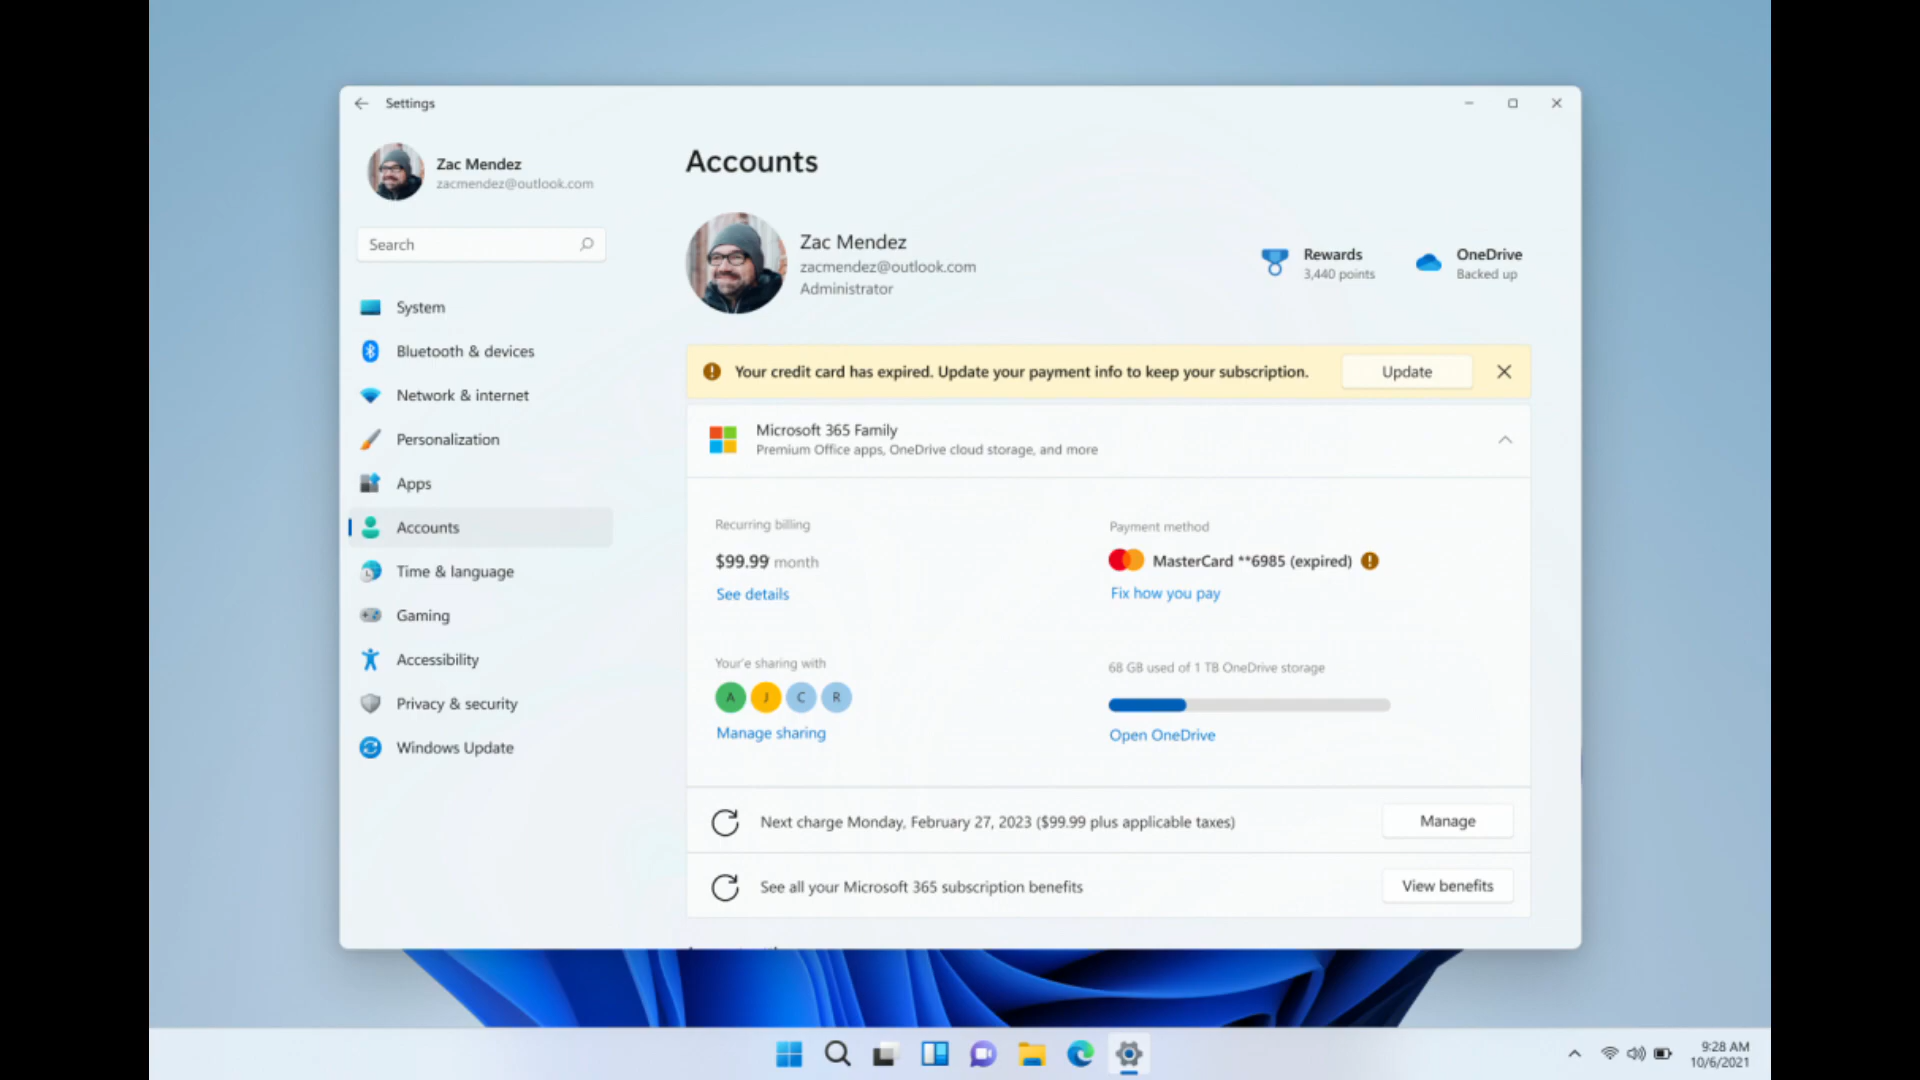 Settings
Zac Mendez
zacmendez@outlook.com
Search
System
Bluetooth & devices
Network & internet
Personalization
Apps
Accounts
Time & language
Gaming
Accessibility
Privacy & security
Windows Update
Accounts
Zac Mendez
zacmendez@outlook.com
Administrator
Rewards
3,440 points
OneDrive
Backed up
Your credit card has expired. Update your payment info to keep your subscription.
Update
Microsoft 365 Family
Premium Office apps, OneDrive cloud storage, and more
Recurring billing
$99.99 month
See details
Payment method
MasterCard **6985 (expired)
Fix how you pay
Your'e sharing with
A J C R
Manage sharing
68 GB used of 1 TB OneDrive storage
Open OneDrive
Next charge Monday, February 27, 2023 ($99.99 plus applicable taxes)
Manage
See all your Microsoft 365 subscription benefits
View benefits
9:28 AM
10/6/2021